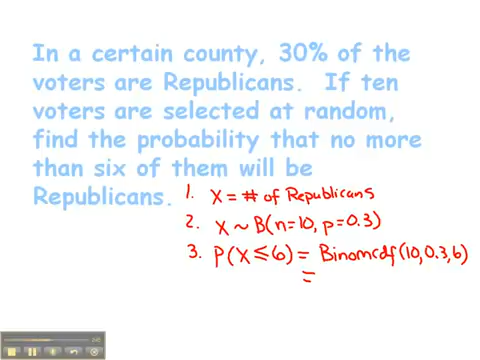 In a certain county, 30% of the
voters are Republicans. If ten
voters are selected at random,
find the probability that no more
than six of them will be
Republicans.
1. X = # of Republicans
2. X ~ B(n=10, p=0.3)
3. P(X ≤ 6) = Binomcdf(10, 0.3, 6)
=